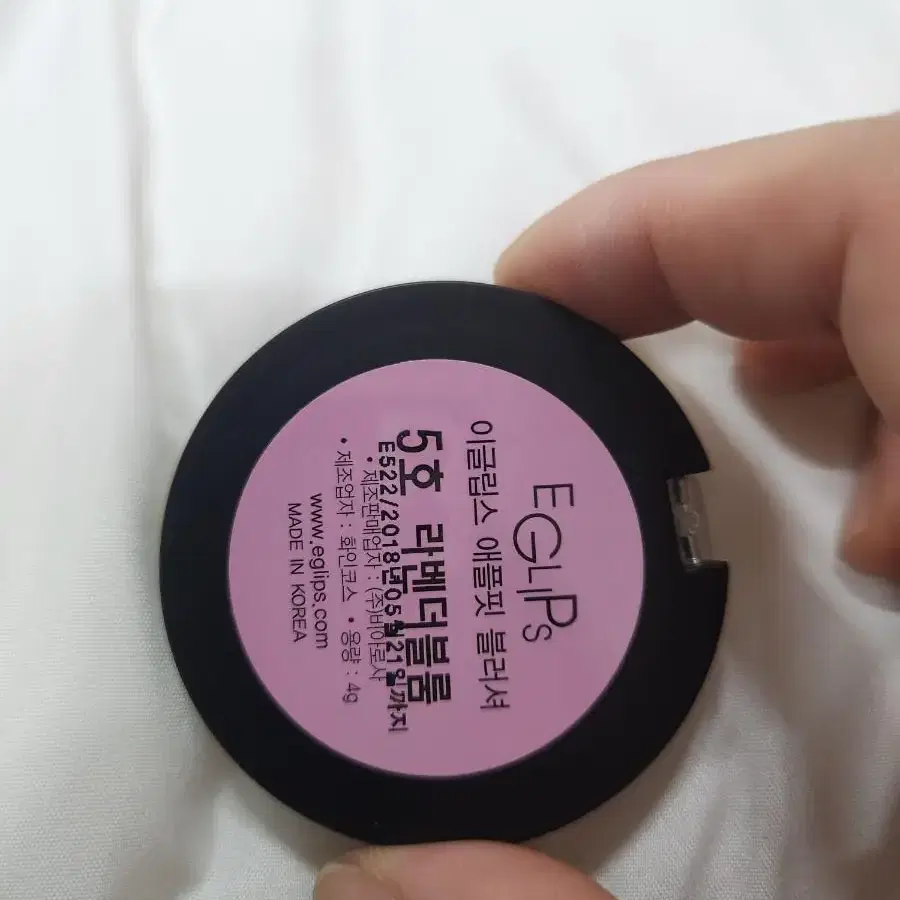 EGLIPS
이글립스 애플핏 블러셔
5호 라벤더블룸
E522/2018년05월21일까지
• 제조판매업자 : (주)비아로사
• 제조업자 : 화인코스 • 용량 : 4g
www.eglips.com
MADE IN KOREA